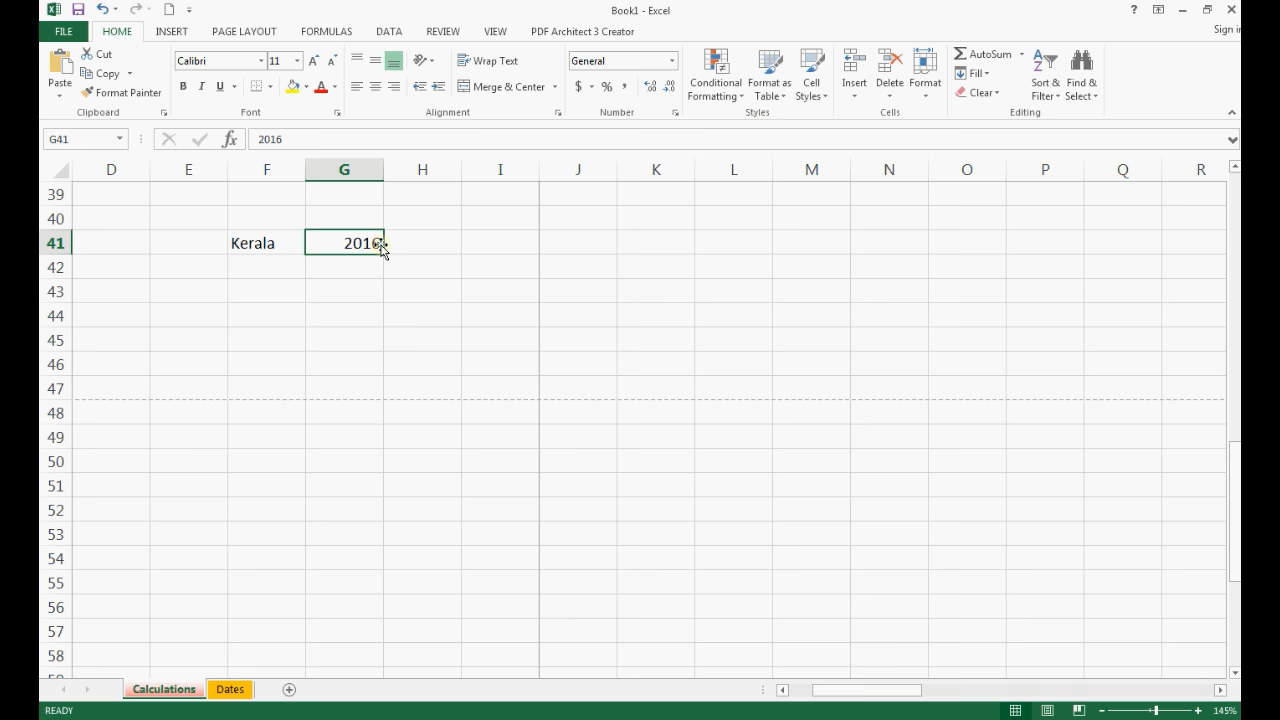 Book1 - Excel
?
FILE HOME INSERT PAGE LAYOUT FORMULAS DATA REVIEW VIEW PDF Architect 3 Creator
Paste
Cut
Copy
Format Painter
Clipboard
Calibri 11
B I U
Font
Wrap Text
Merge & Center
Alignment
General
$ % ,
Number
Conditional Formatting
Format as Table
Cell Styles
Styles
Insert Delete Format
Cells
AutoSum
Fill
Clear
Sort & Filter
Find & Select
Editing
G41 fx 2016
D E F G H I J K L M N O P Q R
39
40
41 Kerala
42
43
44
45
46
47
48
49
50
51
52
53
54
55
56
57
58
Calculations Dates
READY 145%